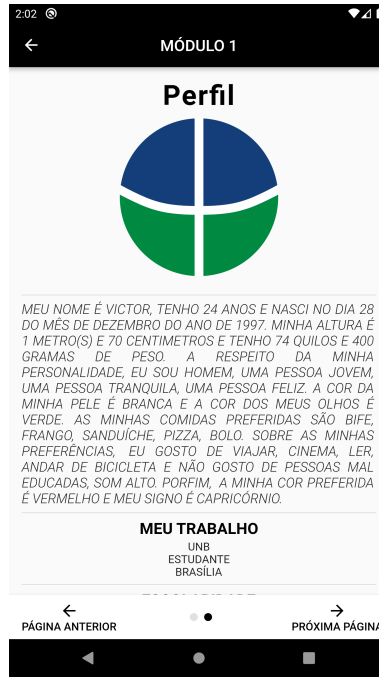 2:02
MÓDULO 1
Perfil
MEU NOME É VICTOR, TENHO 24 ANOS E NASCI NO DIA 28
DO MÊS DE DEZEMBRO DO ANO DE 1997. MINHA ALTURA É
1 METRO(S) E 70 CENTIMETROS E TENHO 74 QUILOS E 400
GRAMAS DE PESO. A RESPEITO DA MINHA
PERSONALIDADE, EU SOU HOMEM, UMA PESSOA JOVEM,
UMA PESSOA TRANQUILA, UMA PESSOA FELIZ. A COR DA
MINHA PELE É BRANCA E A COR DOS MEUS OLHOS É
VERDE. AS MINHAS COMIDAS PREFERIDAS SÃO BIFE,
FRANGO, SANDUÍCHE, PIZZA, BOLO. SOBRE AS MINHAS
PREFERÊNCIAS, EU GOSTO DE VIAJAR, CINEMA, LER,
ANDAR DE BICICLETA E NÃO GOSTO DE PESSOAS MAL
EDUCADAS, SOM ALTO. PORFIM, A MINHA COR PREFERIDA
É VERMELHO E MEU SIGNO É CAPRICÓRNIO.
MEU TRABALHO
UNB
ESTUDANTE
BRASÍLIA
PÁGINA ANTERIOR
PRÓXIMA PÁGINA